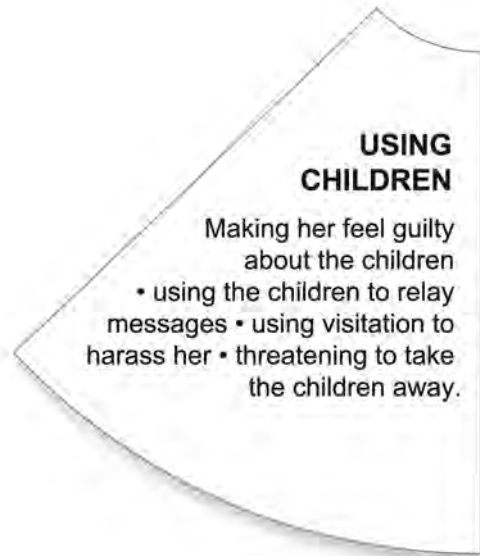 USING
CHILDREN
Making her feel guilty
about the children
• using the children to relay
messages • using visitation to
harass her • threatening to take
the children away.